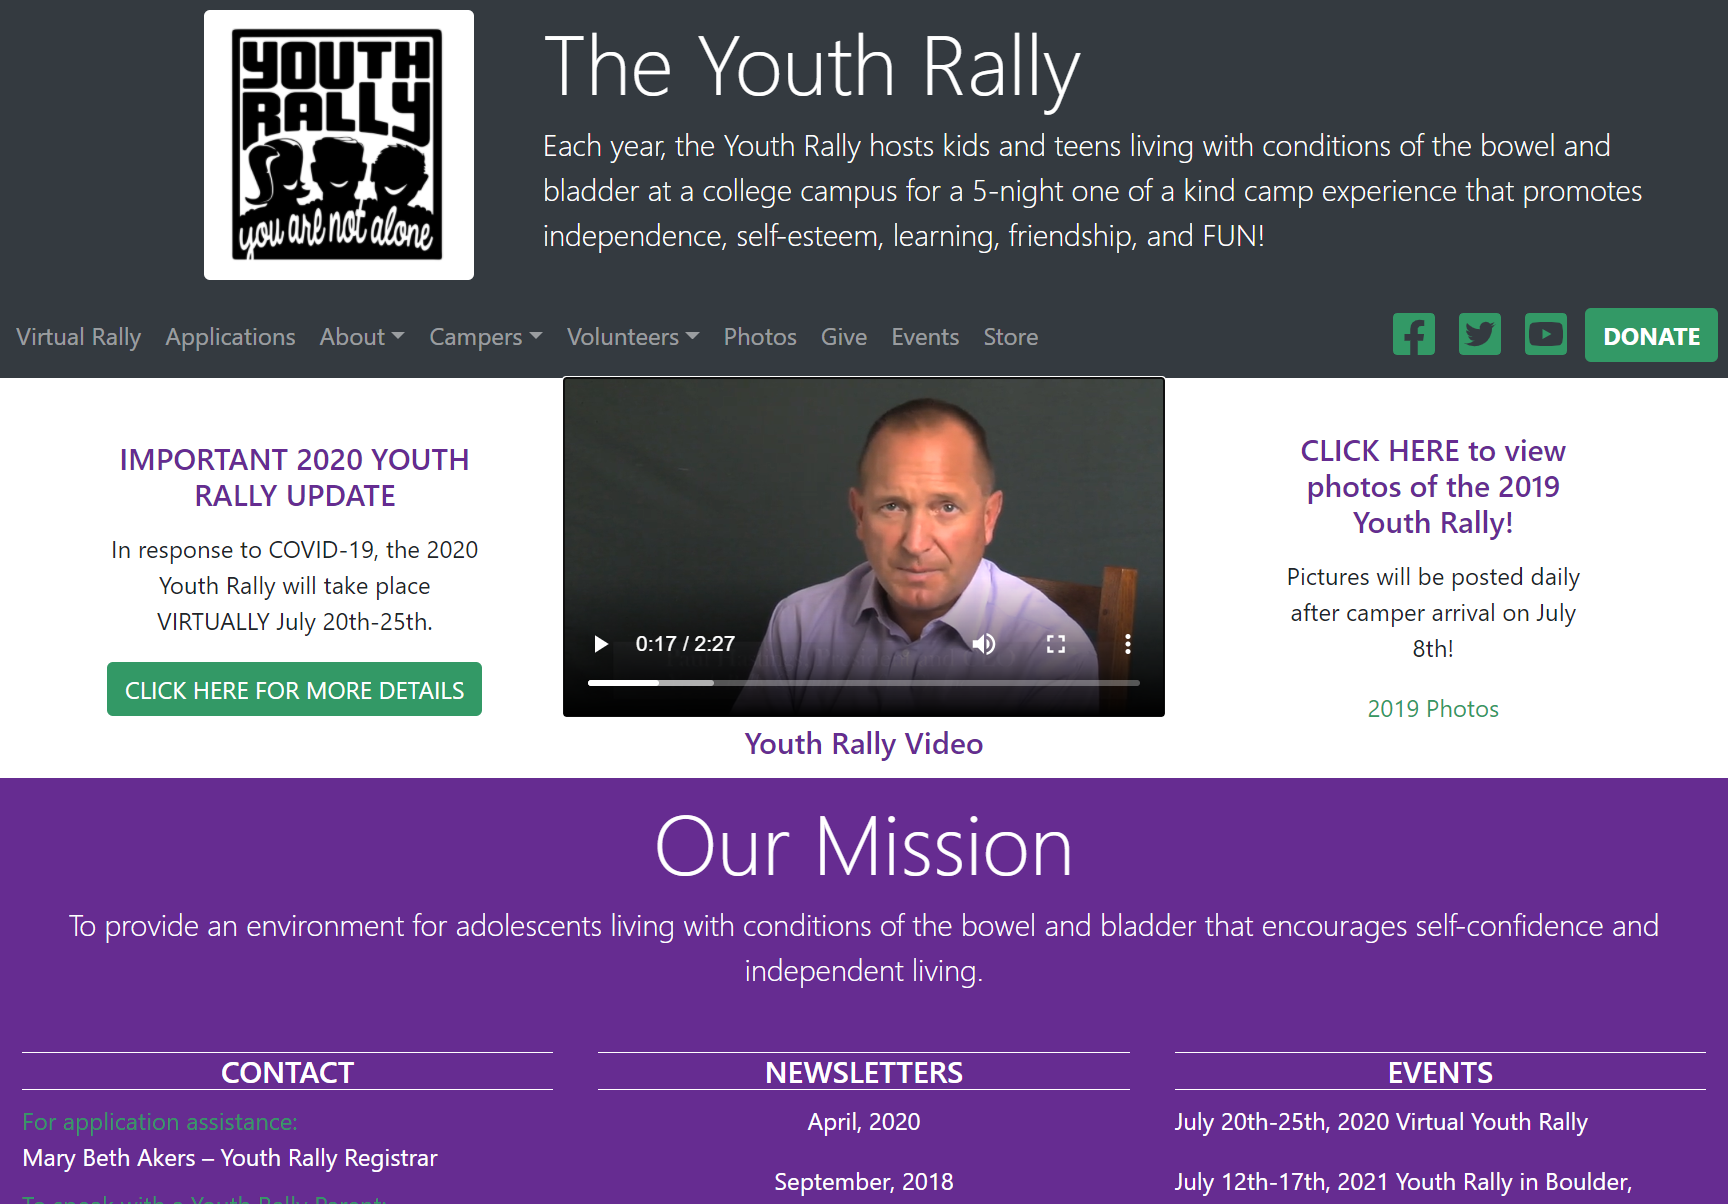 YOUTH
RALLY
you are not alone
The Youth Rally
Each year, the Youth Rally hosts kids and teens living with conditions of the bowel and
bladder at a college campus for a 5-night one of a kind camp experience that promotes
independence, self-esteem, learning, friendship, and FUN!
Virtual Rally Applications About Campers Volunteers Photos Give Events Store
DONATE
IMPORTANT 2020 YOUTH
RALLY UPDATE
In response to COVID-19, the 2020
Youth Rally will take place
VIRTUALLY July 20th-25th.
CLICK HERE FOR MORE DETAILS
0:17 / 2:27
Youth Rally Video
CLICK HERE to view
photos of the 2019
Youth Rally!
Pictures will be posted daily
after camper arrival on July
8th!
2019 Photos
Our Mission
To provide an environment for adolescents living with conditions of the bowel and bladder that encourages self-confidence and
independent living.
CONTACT
For application assistance:
Mary Beth Akers – Youth Rally Registrar
To speak with a Youth Rally Parent:
NEWSLETTERS
April, 2020
September, 2018
EVENTS
July 20th-25th, 2020 Virtual Youth Rally
July 12th-17th, 2021 Youth Rally in Boulder,